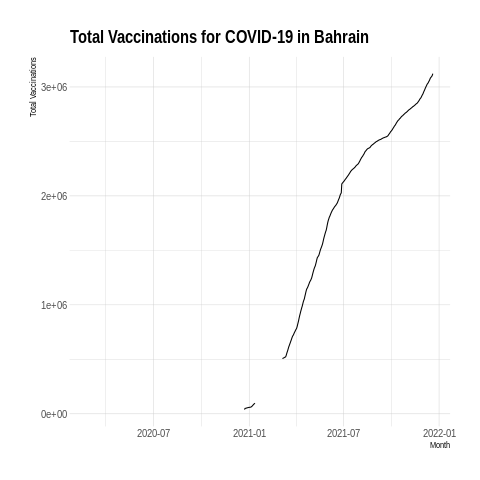 Total Vaccinations for COVID-19 in Bahrain
Total Vaccinations
3e+06
2e+06
1e+06
0e+00
2020-07 2021-01 2021-07 2022-01
Month